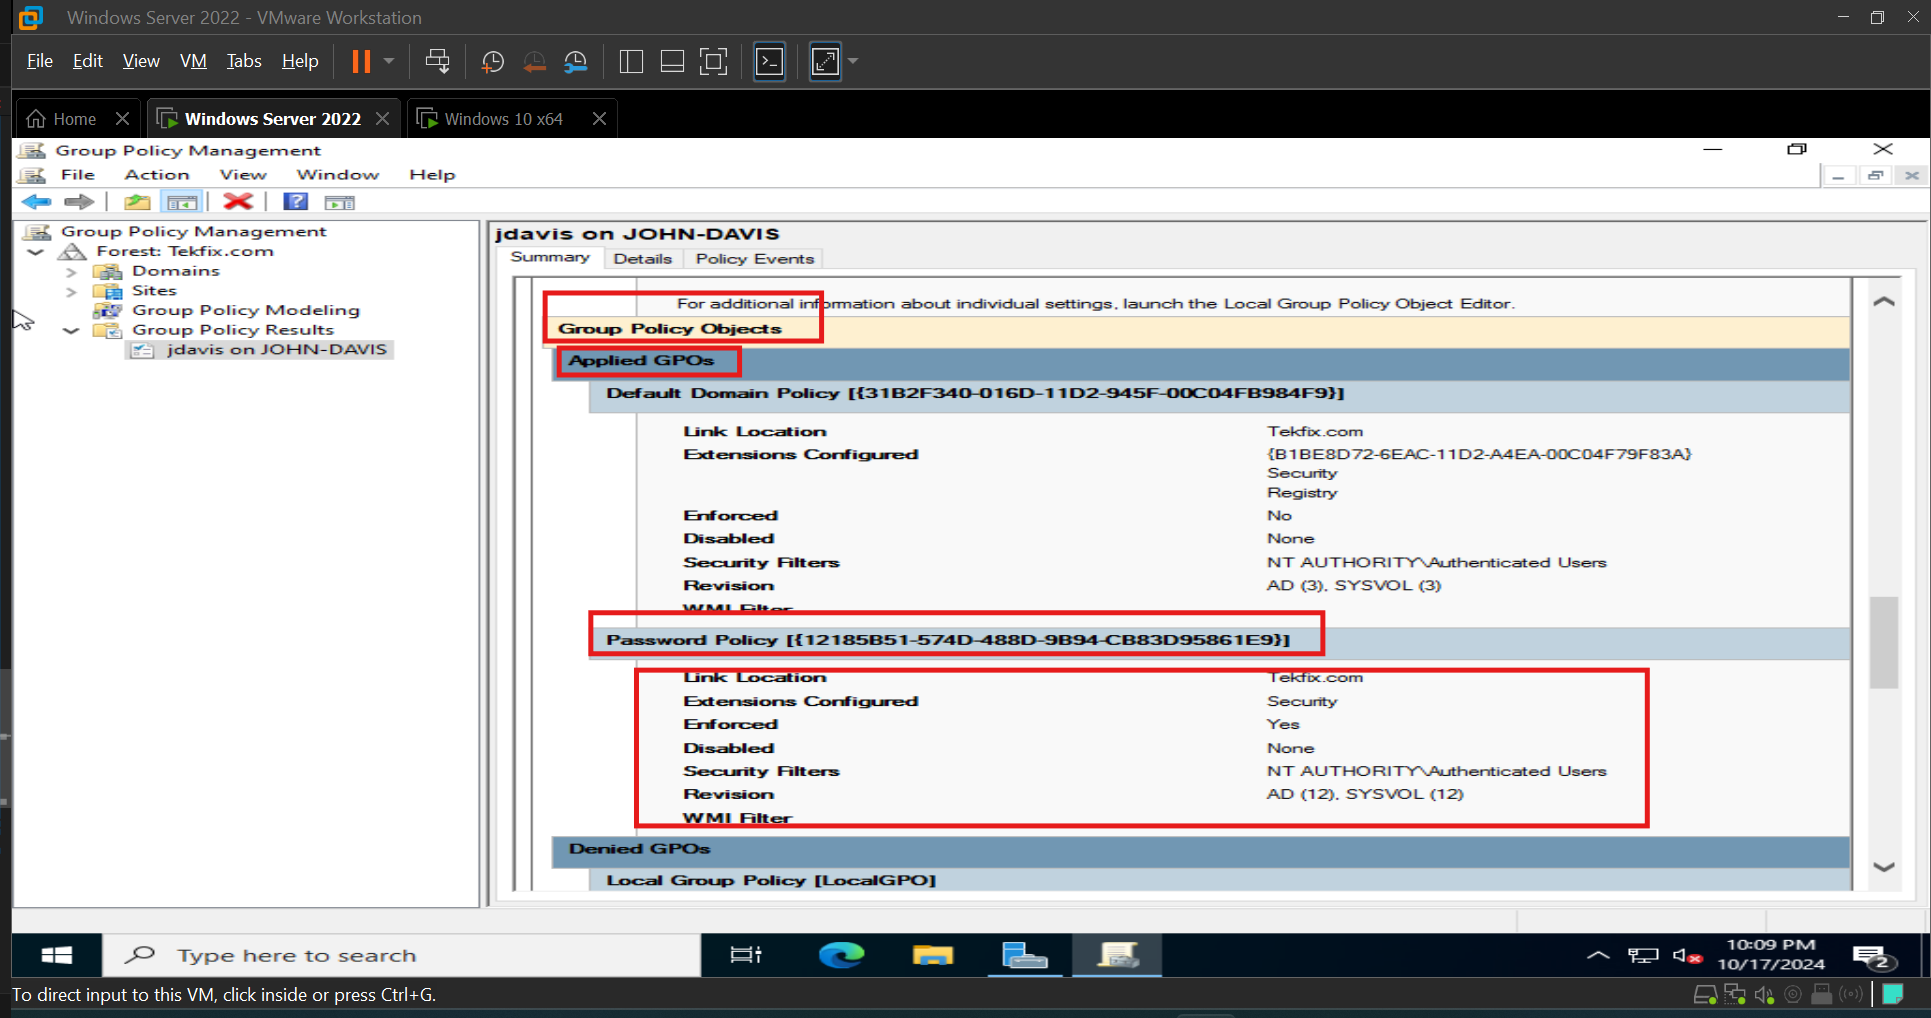 Windows Server 2022 - VMware Workstation
File Edit View VM Tabs Help
Home
Windows Server 2022
Windows 10 x64
Group Policy Management
File Action View Window Help
Group Policy Management
Forest: Tekfix.com
Domains
Sites
Group Policy Modeling
Group Policy Results
jdavis on JOHN-DAVIS
jdavis on JOHN-DAVIS
Summary Details Policy Events
For additional information about individual settings, launch the Local Group Policy Object Editor.
Group Policy Objects
Applied GPOs
Default Domain Policy [{31B2F340-016D-11D2-945F-00C04FB984F9}]
Link Location Tekfix.com
Extensions Configured {B1BE8D72-6EAC-11D2-A4EA-00C04F79F83A}
Security
Registry
Enforced No
Disabled None
Security Filters NT AUTHORITY\Authenticated Users
Revision AD (3), SYSVOL (3)
WMI Filter
Password Policy [{12185B51-574D-488D-9B94-CB83D95861E9}]
Link Location Tekfix.com
Extensions Configured Security
Enforced Yes
Disabled None
Security Filters NT AUTHORITY\Authenticated Users
Revision AD (12), SYSVOL (12)
WMI Filter
Denied GPOs
Local Group Policy [LocalGPO]
Type here to search
10:09 PM
10/17/2024
2
To direct input to this VM, click inside or press Ctrl+G.